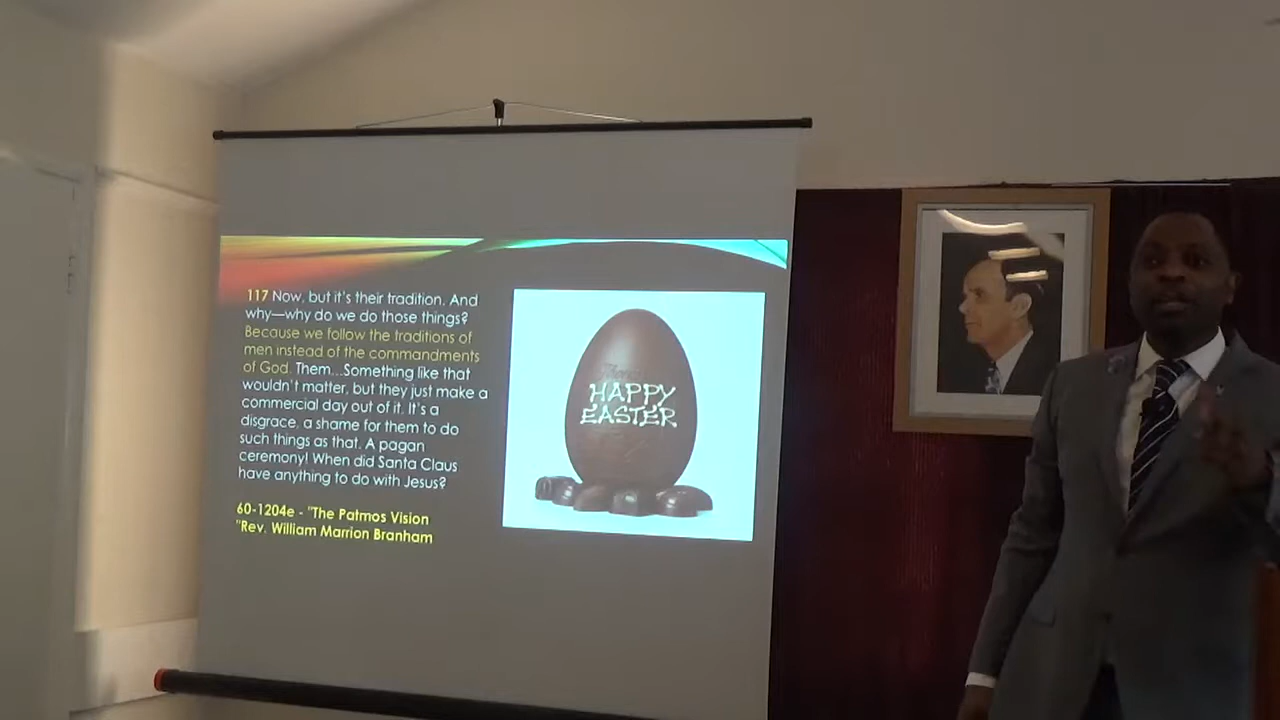 117 Now, but it's their tradition. And
why—why do we do those things?
Because we follow the traditions of
men instead of the commandments
of God. Them...Something like that
wouldn't matter, but they just make a
commercial day out of it. It's a
disgrace, a shame for them to do
such things as that. A pagan
ceremony! When did Santa Claus
have anything to do with Jesus?
60-1204e - "The Patmos Vision
"Rev. William Marrion Branham
HAPPY
EASTER